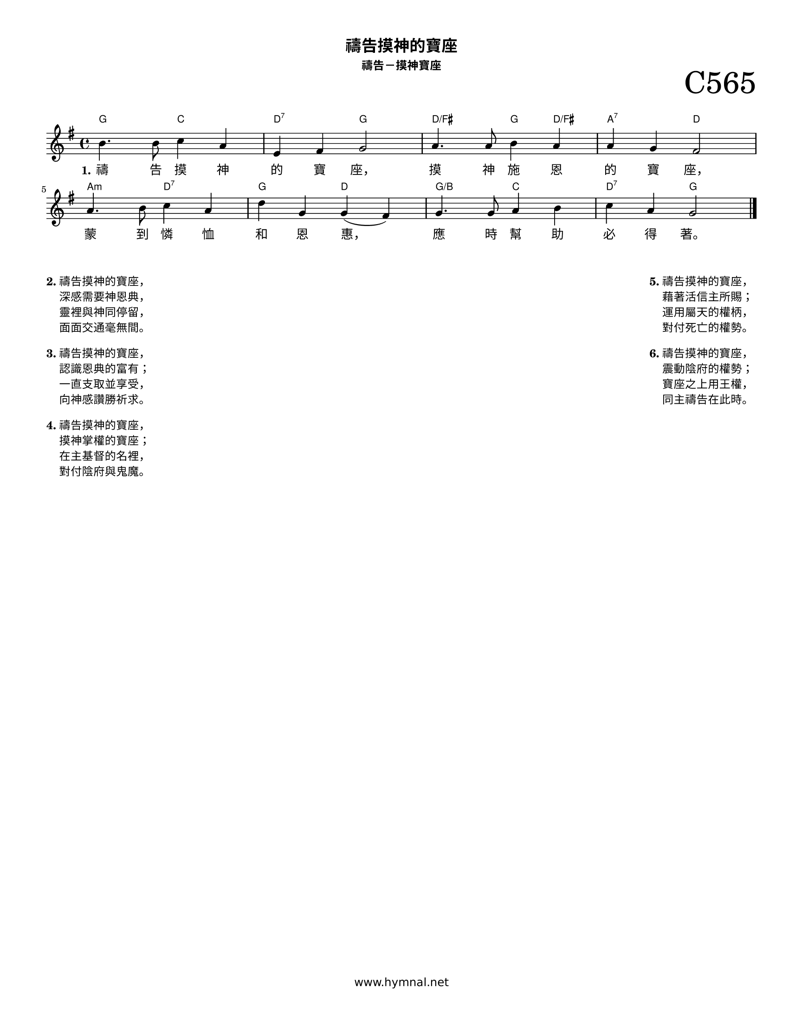 禱告摸神的寶座
禱告－摸神寶座
C565
G C D7 G D/F♯ G D/F♯ A7 D
1. 禱 告 摸 神 的 寶 座， 摸 神 施 恩 的 寶 座，
5 Am D7 G D G/B C D7 G
蒙 到 憐 恤 和 恩 惠， 應 時 幫 助 必 得 著。
2. 禱告摸神的寶座，
深感需要神恩典，
靈裡與神同停留，
面面交通毫無間。
3. 禱告摸神的寶座，
認識恩典的富有；
一直支取並享受，
向神感讚勝祈求。
4. 禱告摸神的寶座，
摸神掌權的寶座；
在主基督的名裡，
對付陰府與鬼魔。
5. 禱告摸神的寶座，
藉著活信主所賜；
運用屬天的權柄，
對付死亡的權勢。
6. 禱告摸神的寶座，
震動陰府的權勢；
寶座之上用王權，
同主禱告在此時。
www.hymnal.net